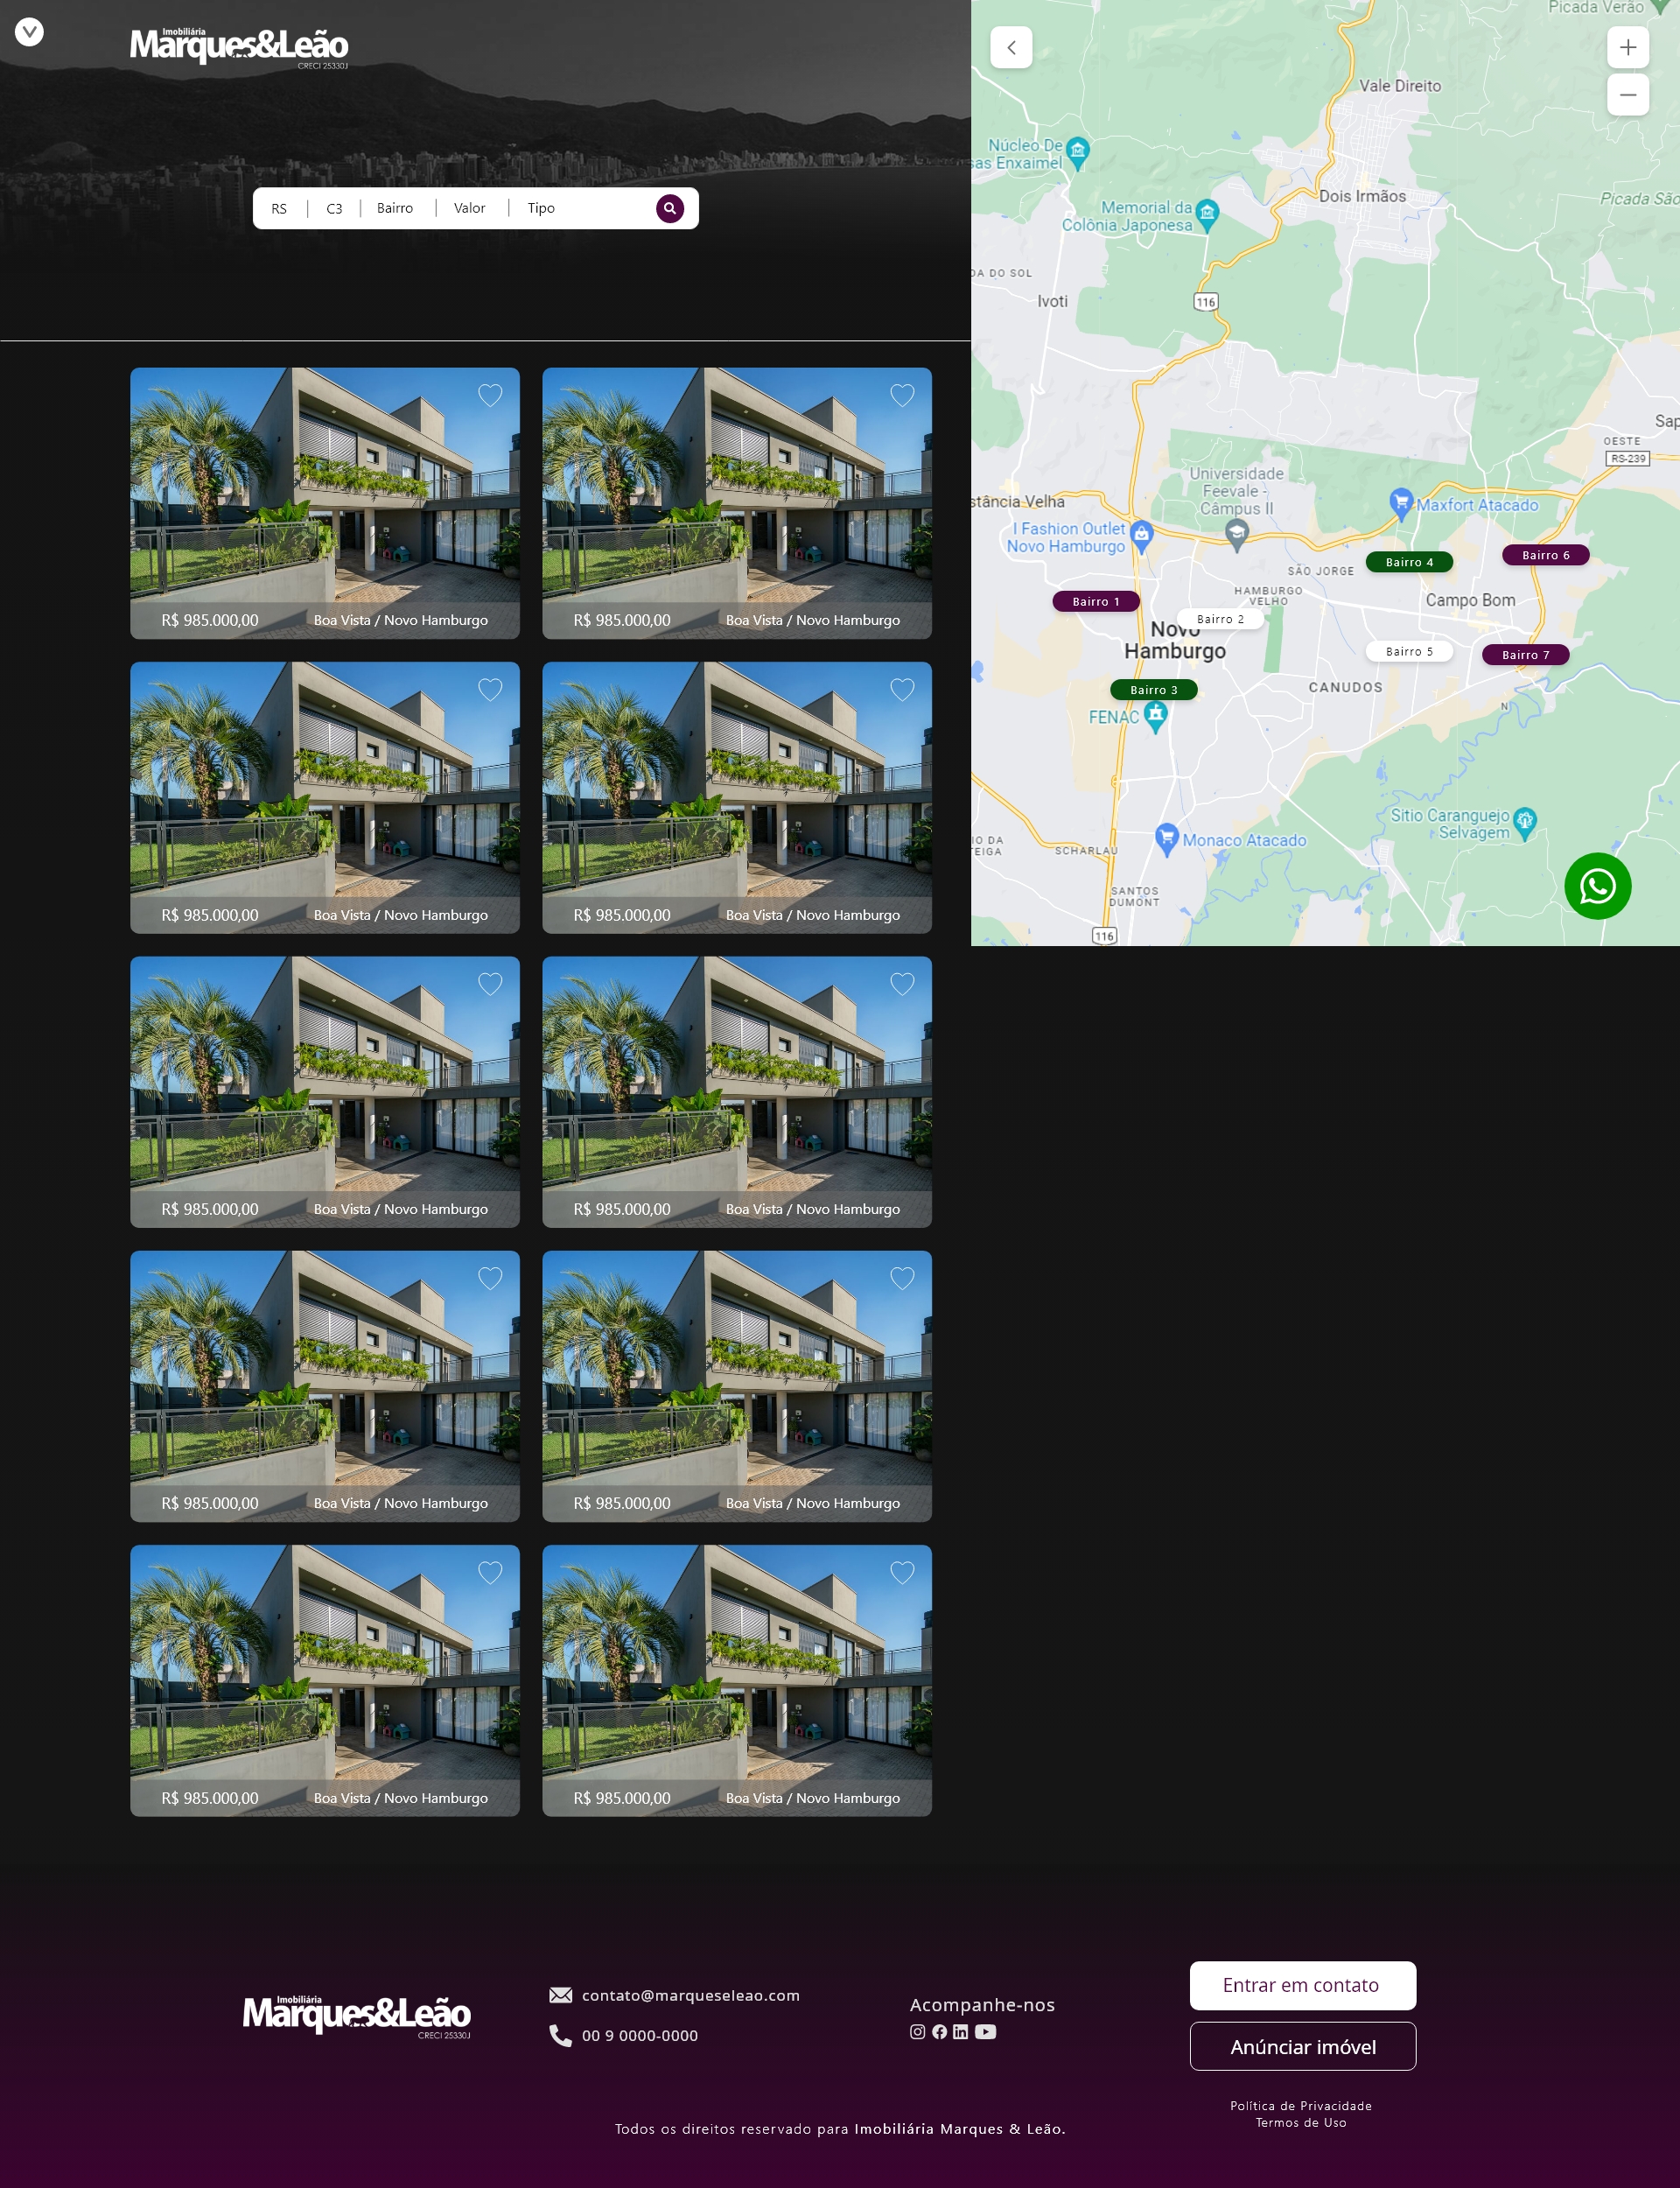 Imobiliária
Marques&Leão
CRECI 25330J
RS
C3
Bairro
Valor
Tipo
Picada Verão
Vale Direito
Núcleo De
sas Enxaimel
Dois Irmãos
Picada São
Memorial da
Colônia Japonesa
DA DO SOL
Ivoti
116
Sap
OESTE
RS-239
Universidade
Feevale -
Câmpus II
stância Velha
Maxfort Atacado
I Fashion Outlet
Novo Hamburgo
Bairro 6
Bairro 4
SÃO JORGE
HAMBURGO
VELHO
Campo Bom
Bairro 1
Bairro 2
Novo
Hamburgo
Bairro 5
Bairro 7
CANUDOS
Bairro 3
N
FENAC
Sitio Caranguejo
Selvagem
IO DA
TEIGA
SCHARLAU
Monaco Atacado
SANTOS
DUMONT
116
R$ 985.000,00
Boa Vista / Novo Hamburgo
R$ 985.000,00
Boa Vista / Novo Hamburgo
R$ 985.000,00
Boa Vista / Novo Hamburgo
R$ 985.000,00
Boa Vista / Novo Hamburgo
R$ 985.000,00
Boa Vista / Novo Hamburgo
R$ 985.000,00
Boa Vista / Novo Hamburgo
R$ 985.000,00
Boa Vista / Novo Hamburgo
R$ 985.000,00
Boa Vista / Novo Hamburgo
R$ 985.000,00
Boa Vista / Novo Hamburgo
R$ 985.000,00
Boa Vista / Novo Hamburgo
Imobiliária
Marques&Leão
CRECI 25330J
contato@marqueseleao.com
00 9 0000-0000
Acompanhe-nos
Entrar em contato
Anúnciar imóvel
Política de Privacidade
Termos de Uso
Todos os direitos reservado para Imobiliária Marques & Leão.